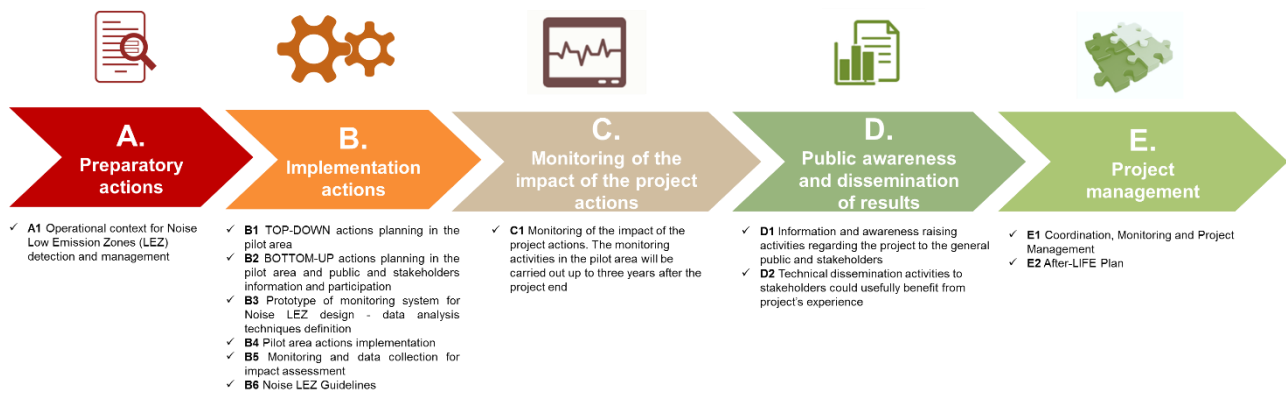 A.
Preparatory
actions
B.
Implementation
actions
C.
Monitoring of the
impact of the project
actions
D.
Public awareness
and dissemination
of results
E.
Project
management
✓ A1 Operational context for Noise
Low Emission Zones (LEZ)
detection and management
✓ B1 TOP-DOWN actions planning in the
pilot area
✓ B2 BOTTOM-UP actions planning in the
pilot area and public and stakeholders
information and participation
✓ B3 Prototype of monitoring system for
Noise LEZ design - data analysis
techniques definition
✓ B4 Pilot area actions implementation
✓ B5 Monitoring and data collection for
impact assessment
✓ B6 Noise LEZ Guidelines
✓ C1 Monitoring of the impact of the
project actions. The monitoring
activities in the pilot area will be
carried out up to three years after the
project end
✓ D1 Information and awareness raising
activities regarding the project to the general
public and stakeholders
✓ D2 Technical dissemination activities to
stakeholders could usefully benefit from
project's experience
✓ E1 Coordination, Monitoring and Project
Management
✓ E2 After-LIFE Plan